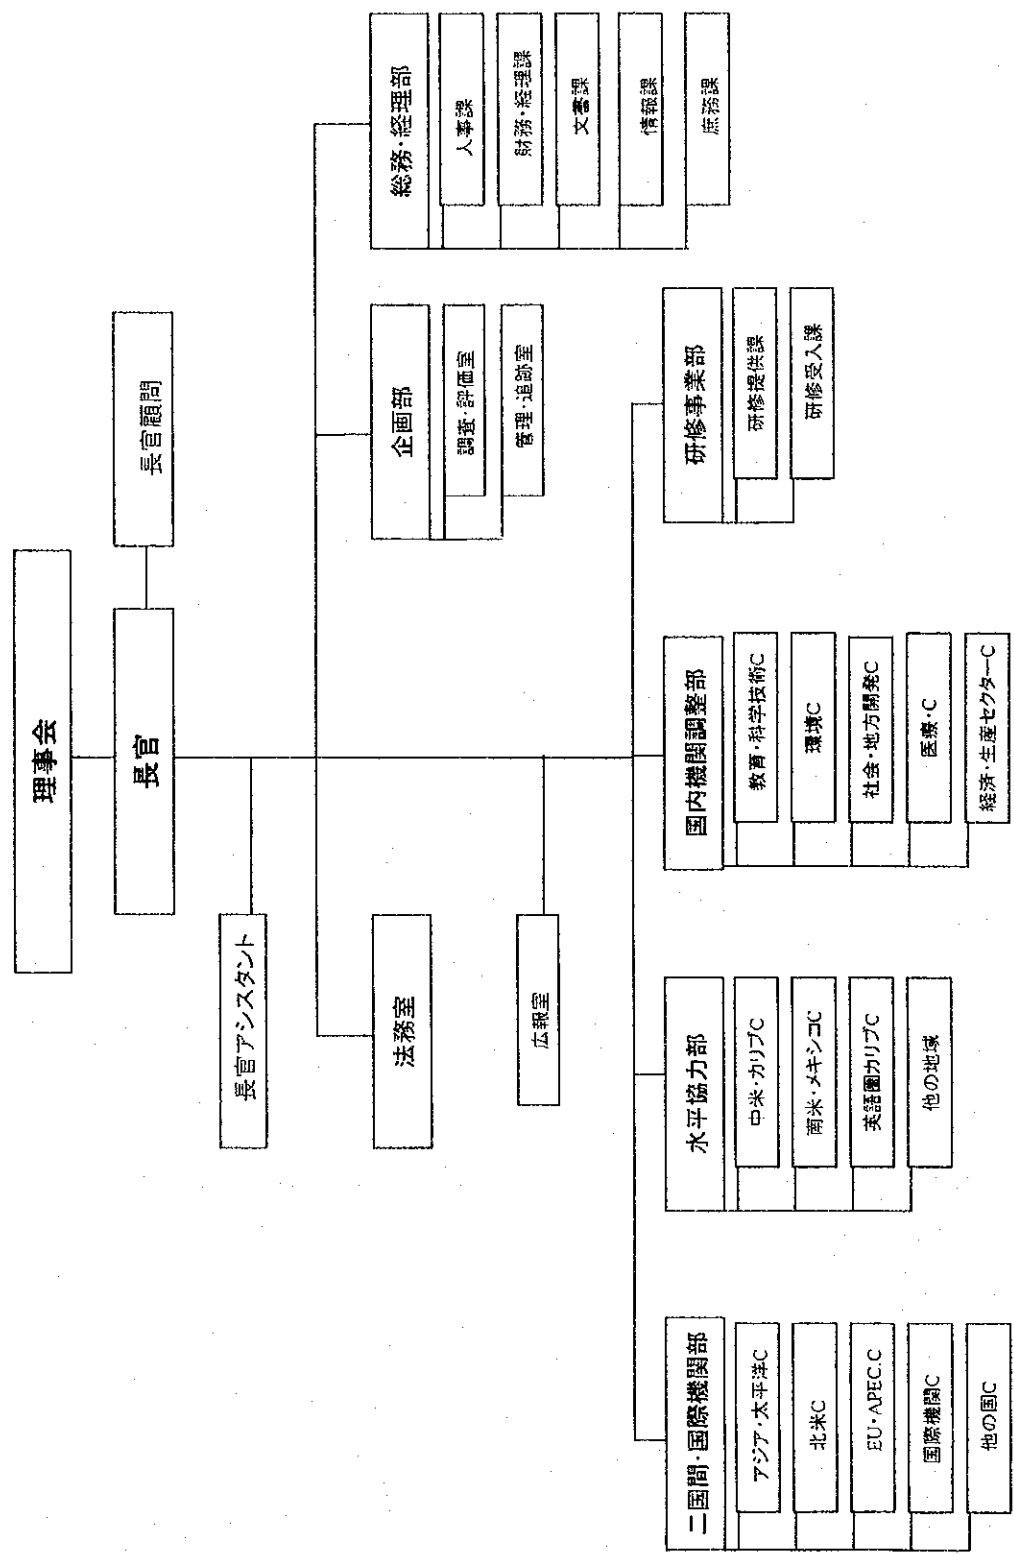 理事会
長官
長官顧問
長官アシスタント
法務室
企画部
調査・評価室
管理・追跡室
総務・経理部
人事課
財務・経理課
文書課
情報課
庶務課
広報室
二国間・国際機関部
アジア・太平洋C
北米C
EU・APEC.C
国際機関C
他の国C
水平協力部
中米・カリブC
南米・メキシコC
英語圏カリブC
他の地域
国内機関調整部
教育・科学技術C
環境C
社会・地方開発C
医療・C
経済・生産セクターC
研修事業部
研修提供課
研修受入課